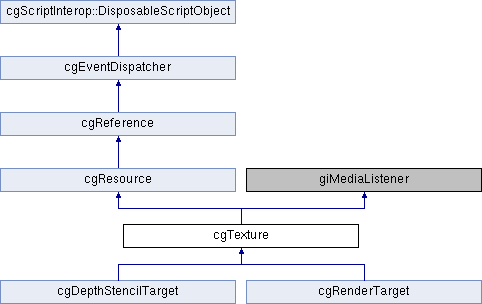 cgScriptInterop::DisposableScriptObject
cgEventDispatcher
cgReference
cgResource
giMediaListener
cgTexture
cgDepthStencilTarget
cgRenderTarget